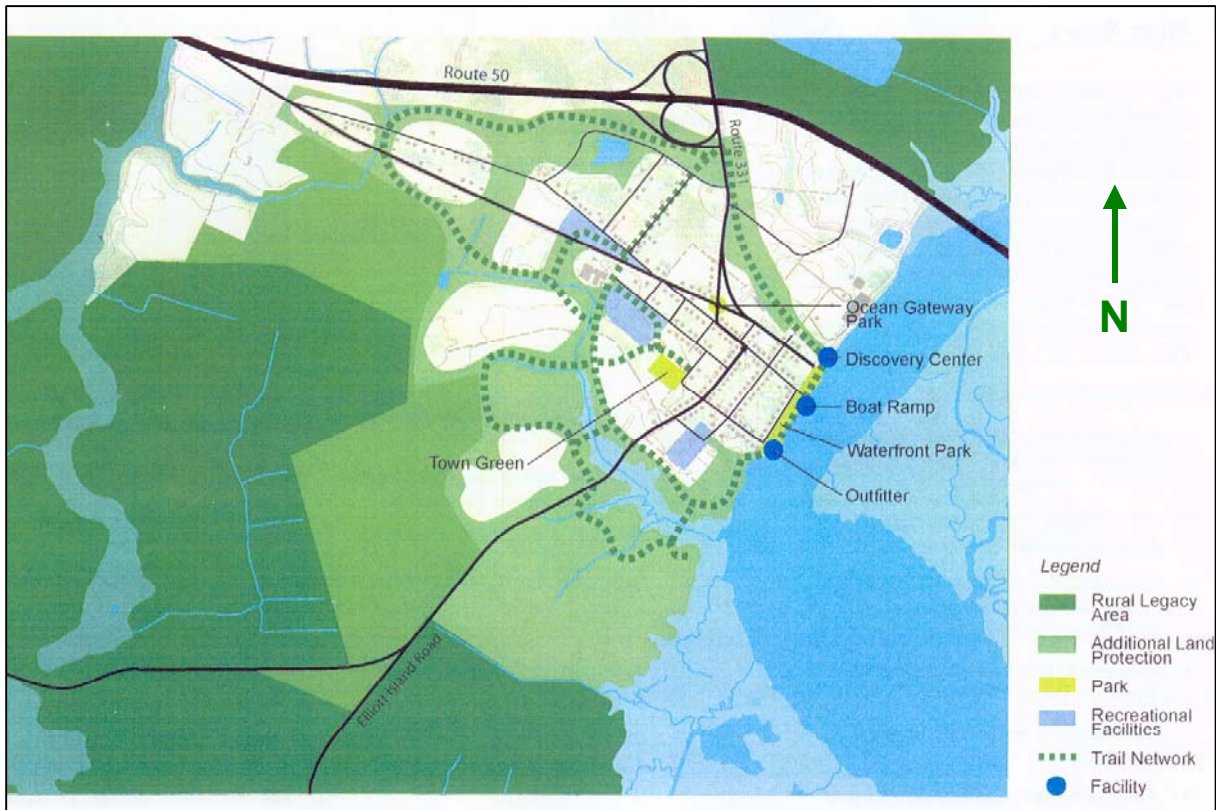 Route 50
Route 331
N
Ocean Gateway
Park
Discovery Center
Boat Ramp
Waterfront Park
Town Green
Outfitter
Elliott Island Road
Legend
Rural Legacy
Area
Additional Land
Protection
Park
Recreational
Facilities
Trail Network
Facility